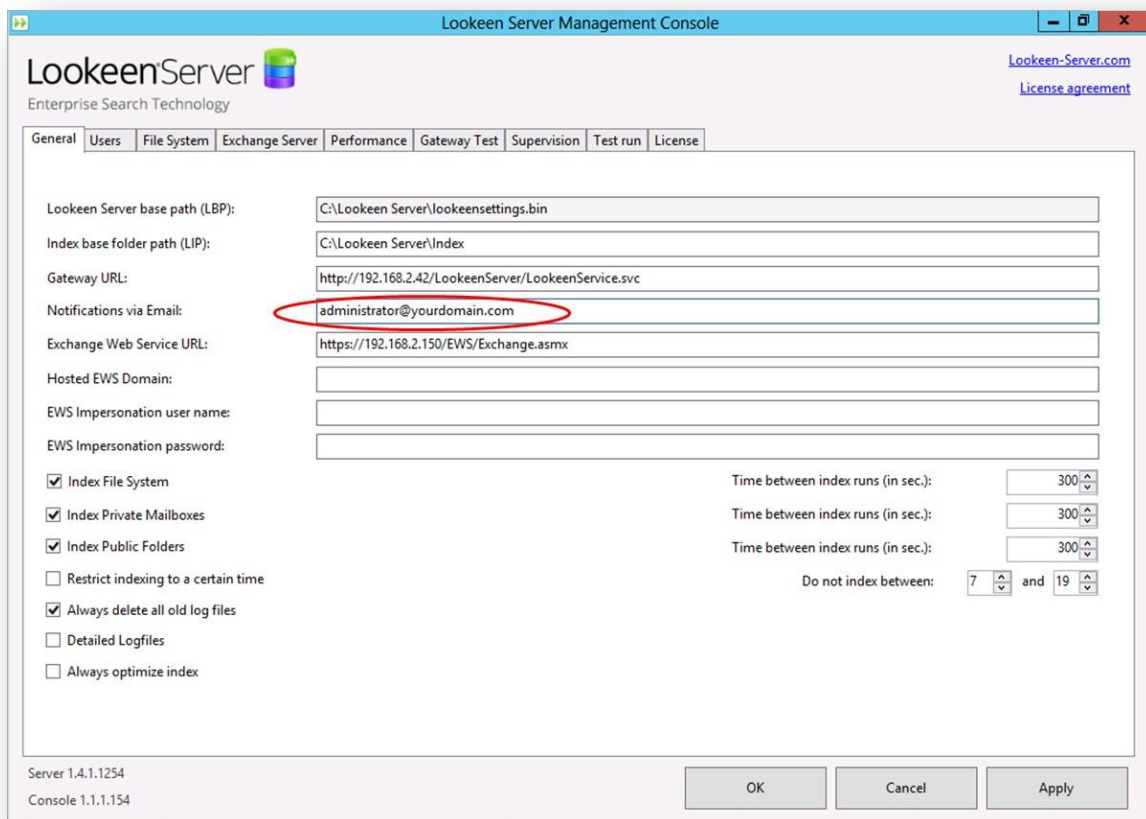 Lookeen Server Management Console
Lookeen Server
Lookeen-Server.com
Enterprise Search Technology
License agreement
General Users File System Exchange Server Performance Gateway Test Supervision Test run License
Lookeen Server base path (LBP): C:\Lookeen Server\lookeensettings.bin
Index base folder path (LIP): C:\Lookeen Server\Index
Gateway URL: http://192.168.2.42/LookeenServer/LookeenService.svc
Notifications via Email: administrator@yourdomain.com
Exchange Web Service URL: https://192.168.2.150/EWS/Exchange.asmx
Hosted EWS Domain:
EWS Impersonation user name:
EWS Impersonation password:
Index File System Time between index runs (in sec.): 300
Index Private Mailboxes Time between index runs (in sec.): 300
Index Public Folders Time between index runs (in sec.): 300
Restrict indexing to a certain time Do not index between: 7 and 19
Always delete all old log files
Detailed Logfiles
Always optimize index
Server 1.4.1.1254
Console 1.1.1.154
OK Cancel Apply